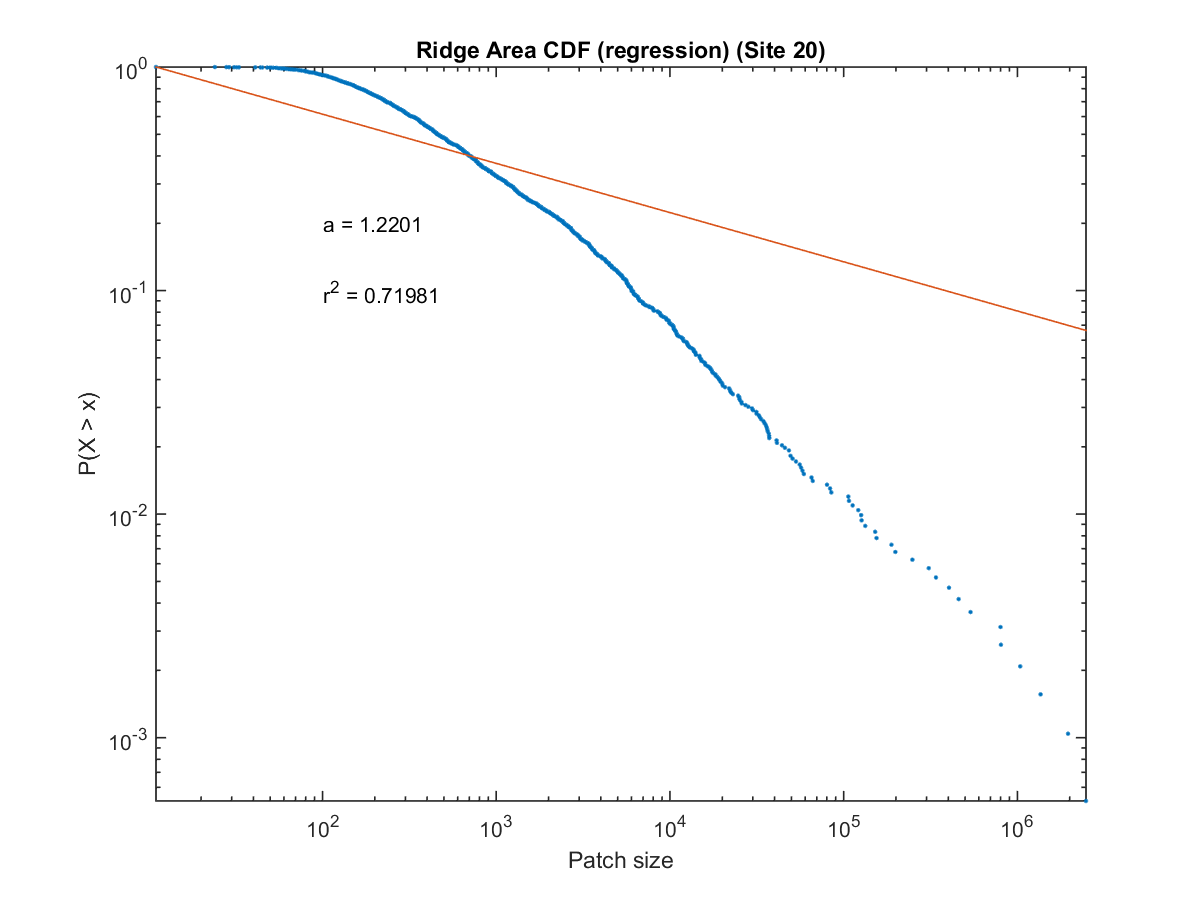 Ridge Area CDF (regression) (Site 20)
10^0
10^-1
10^-2
10^-3
P(X > x)
a = 1.2201
r^2 = 0.71981
10^2 10^3 10^4 10^5 10^6
Patch size